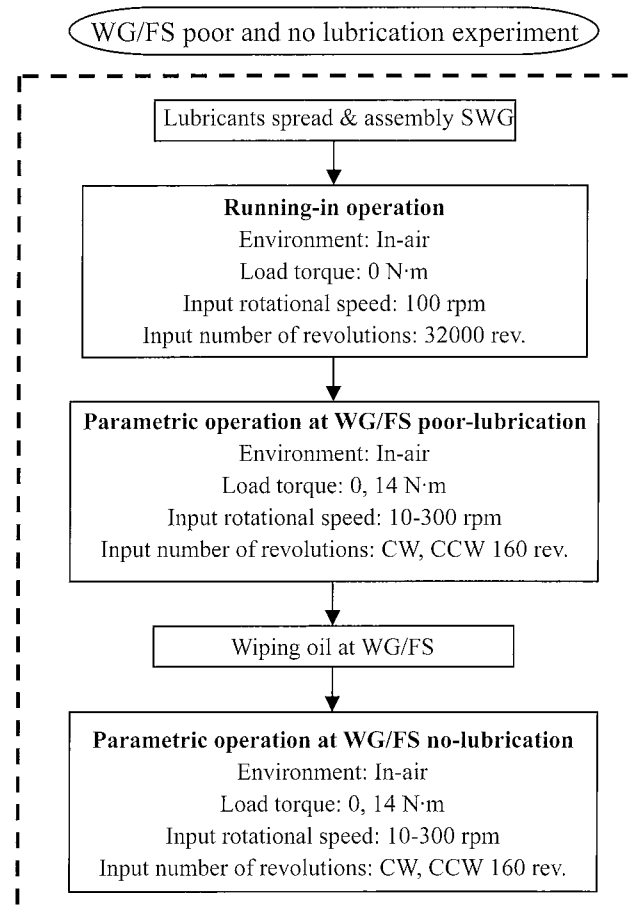 WG/FS poor and no lubrication experiment
Lubricants spread & assembly SWG
Running-in operation
Environment: In-air
Load torque: 0 N·m
Input rotational speed: 100 rpm
Input number of revolutions: 32000 rev.
Parametric operation at WG/FS poor-lubrication
Environment: In-air
Load torque: 0, 14 N·m
Input rotational speed: 10-300 rpm
Input number of revolutions: CW, CCW 160 rev.
Wiping oil at WG/FS
Parametric operation at WG/FS no-lubrication
Environment: In-air
Load torque: 0, 14 N·m
Input rotational speed: 10-300 rpm
Input number of revolutions: CW, CCW 160 rev.